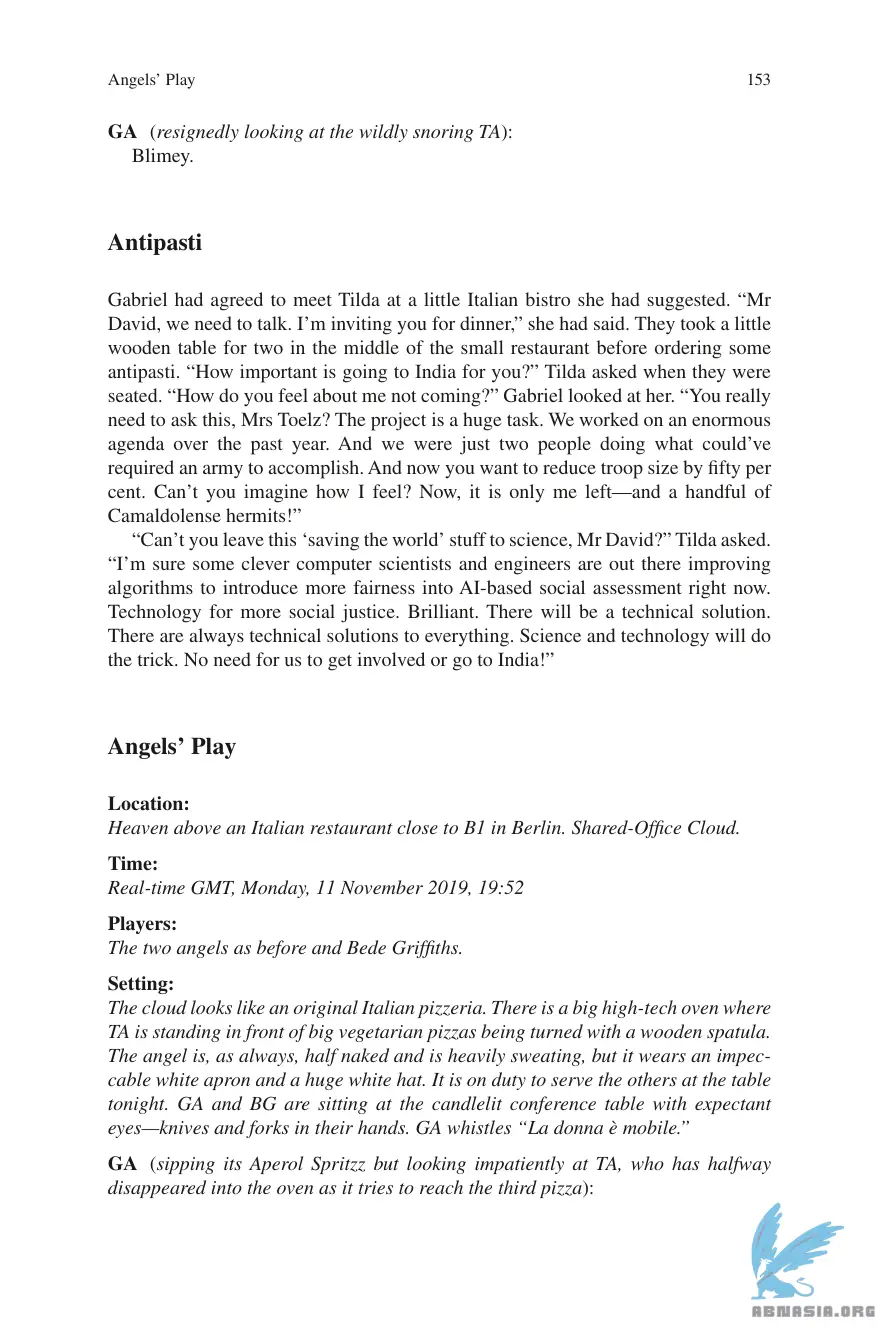 Angels’ Play 153
GA (resignedly looking at the wildly snoring TA):
Blimey.
Antipasti
Gabriel had agreed to meet Tilda at a little Italian bistro she had suggested. “Mr
David, we need to talk. I’m inviting you for dinner,” she had said. They took a little
wooden table for two in the middle of the small restaurant before ordering some
antipasti. “How important is going to India for you?” Tilda asked when they were
seated. “How do you feel about me not coming?” Gabriel looked at her. “You really
need to ask this, Mrs Toelz? The project is a huge task. We worked on an enormous
agenda over the past year. And we were just two people doing what could’ve
required an army to accomplish. And now you want to reduce troop size by fifty per
cent. Can’t you imagine how I feel? Now, it is only me left—and a handful of
Camaldolense hermits!”
“Can’t you leave this ‘saving the world’ stuff to science, Mr David?” Tilda asked.
“I’m sure some clever computer scientists and engineers are out there improving
algorithms to introduce more fairness into AI-based social assessment right now.
Technology for more social justice. Brilliant. There will be a technical solution.
There are always technical solutions to everything. Science and technology will do
the trick. No need for us to get involved or go to India!”
Angels’ Play
Location:
Heaven above an Italian restaurant close to B1 in Berlin. Shared-Office Cloud.
Time:
Real-time GMT, Monday, 11 November 2019, 19:52
Players:
The two angels as before and Bede Griffiths.
Setting:
The cloud looks like an original Italian pizzeria. There is a big high-tech oven where
TA is standing in front of big vegetarian pizzas being turned with a wooden spatula.
The angel is, as always, half naked and is heavily sweating, but it wears an impec-
cable white apron and a huge white hat. It is on duty to serve the others at the table
tonight. GA and BG are sitting at the candlelit conference table with expectant
eyes—knives and forks in their hands. GA whistles “La donna è mobile.”
GA (sipping its Aperol Spritzz but looking impatiently at TA, who has halfway
disappeared into the oven as it tries to reach the third pizza):
ABNASIA.ORG